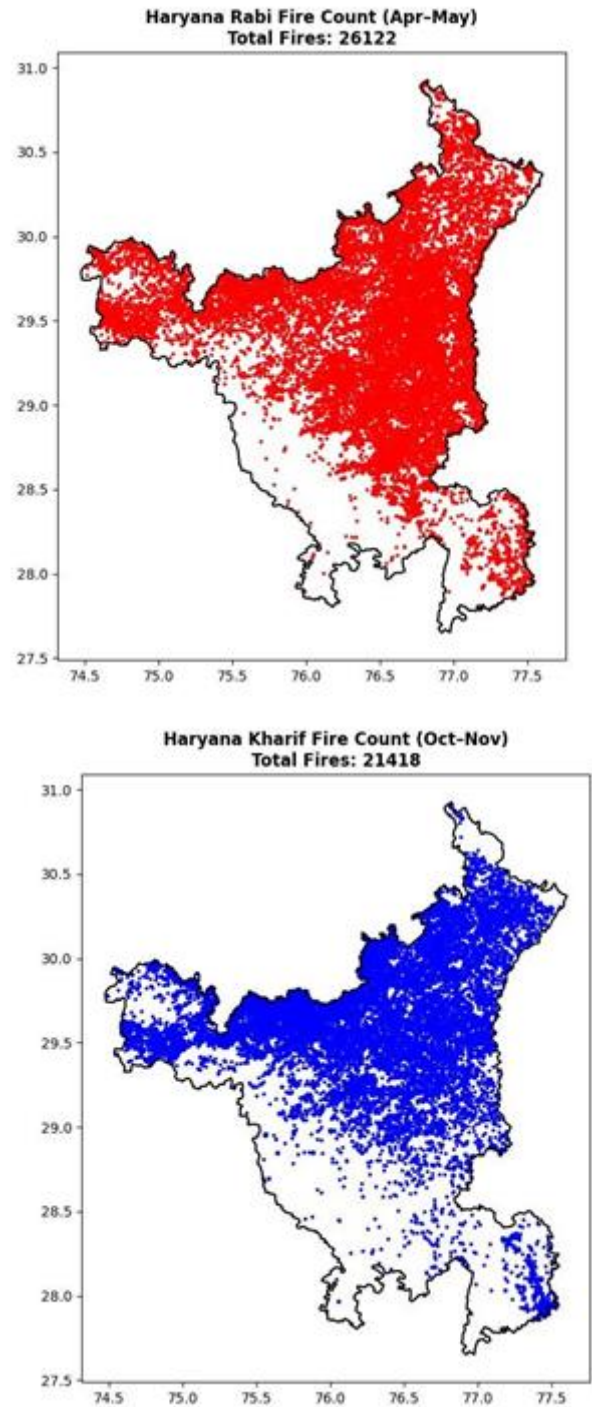 Haryana Rabi Fire Count (Apr–May)
Total Fires: 26122
31.0
30.5
30.0
29.5
29.0
28.5
28.0
27.5
74.5 75.0 75.5 76.0 76.5 77.0 77.5
Haryana Kharif Fire Count (Oct–Nov)
Total Fires: 21418
31.0
30.5
30.0
29.5
29.0
28.5
28.0
27.5
74.5 75.0 75.5 76.0 76.5 77.0 77.5